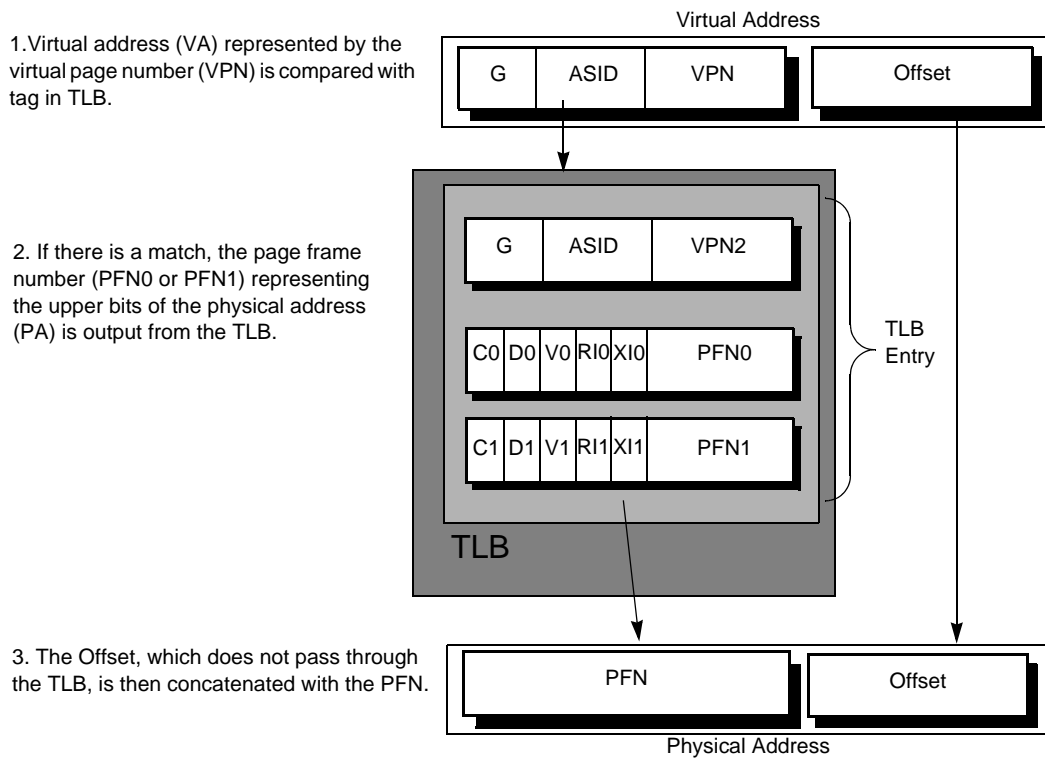 Virtual Address
1.Virtual address (VA) represented by the
virtual page number (VPN) is compared with
tag in TLB.
G ASID VPN Offset
2. If there is a match, the page frame
number (PFN0 or PFN1) representing
the upper bits of the physical address
(PA) is output from the TLB.
G ASID VPN2
C0 D0 V0 RI0 XI0 PFN0
C1 D1 V1 RI1 XI1 PFN1
TLB
Entry
TLB
3. The Offset, which does not pass through
the TLB, is then concatenated with the PFN.
PFN Offset
Physical Address